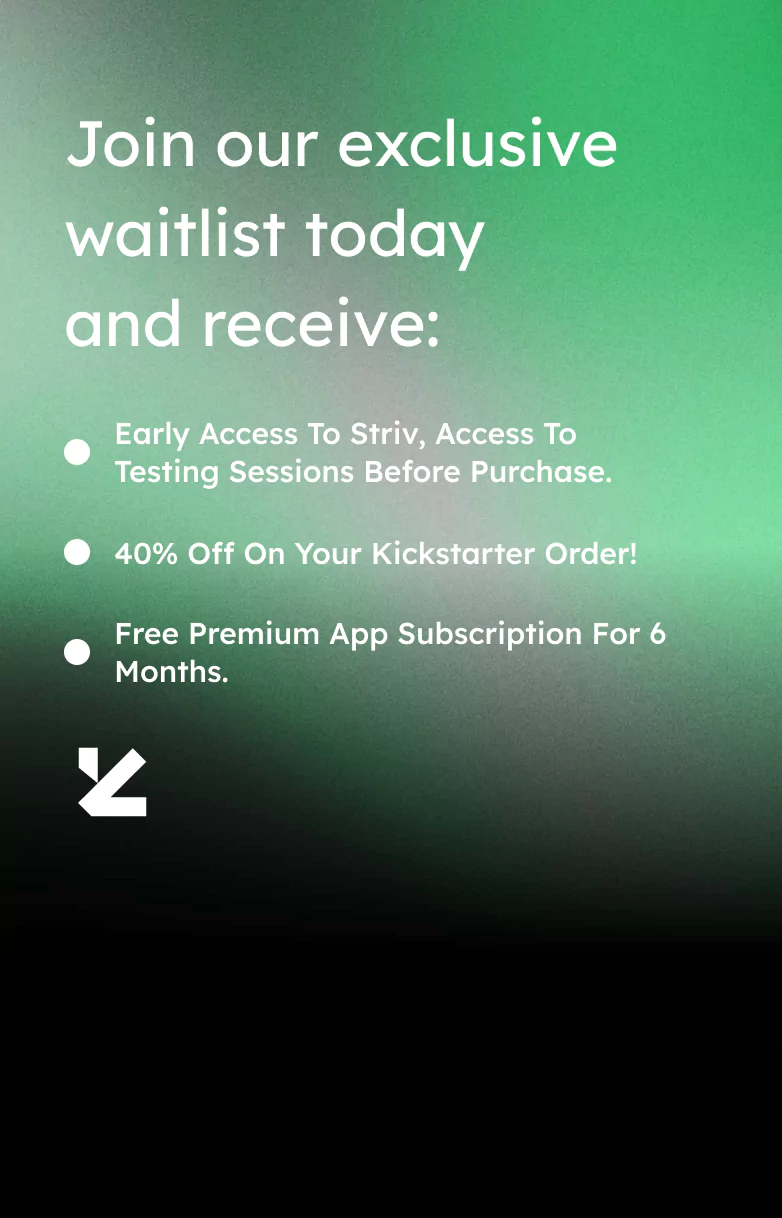 Join our exclusive
waitlist today
and receive:
Early Access To Striv, Access To
Testing Sessions Before Purchase.
40% Off On Your Kickstarter Order!
Free Premium App Subscription For 6
Months.